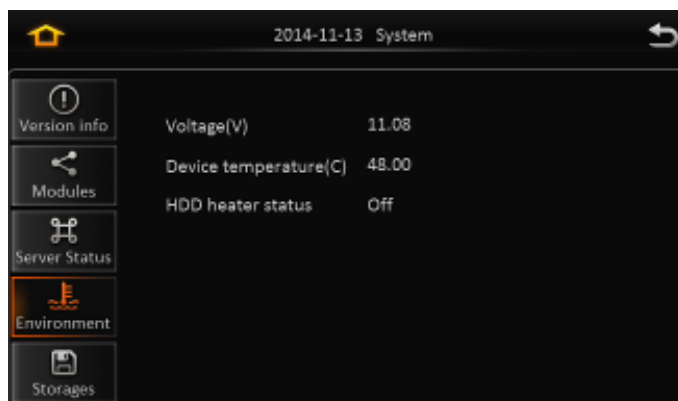 2014-11-13 System
Version info
Modules
Server Status
Environment
Storages
Voltage(V) 11.08
Device temperature(C) 48.00
HDD heater status Off